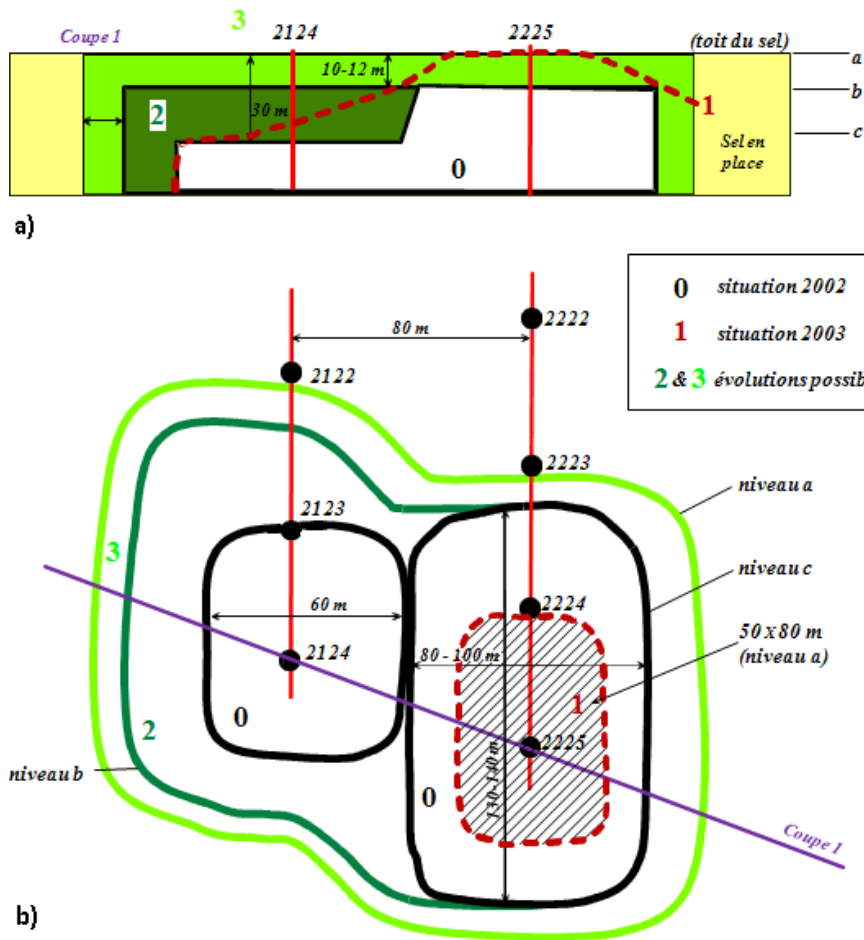 3
Coupe 1
2124
2225
(toit du sel)
a
10-12 m
b
2
30 m
1
c
Sel en
place
0
a)
0 situation 2002
1 situation 2003
2 & 3 évolutions possib
2222
80 m
2122
2223
niveau a
2123
3
niveau c
60 m
2224
50 x 80 m
(niveau a)
2124
80 - 100 m
1
0
2
2225
niveau b
130-140 m
0
Coupe 1
b)